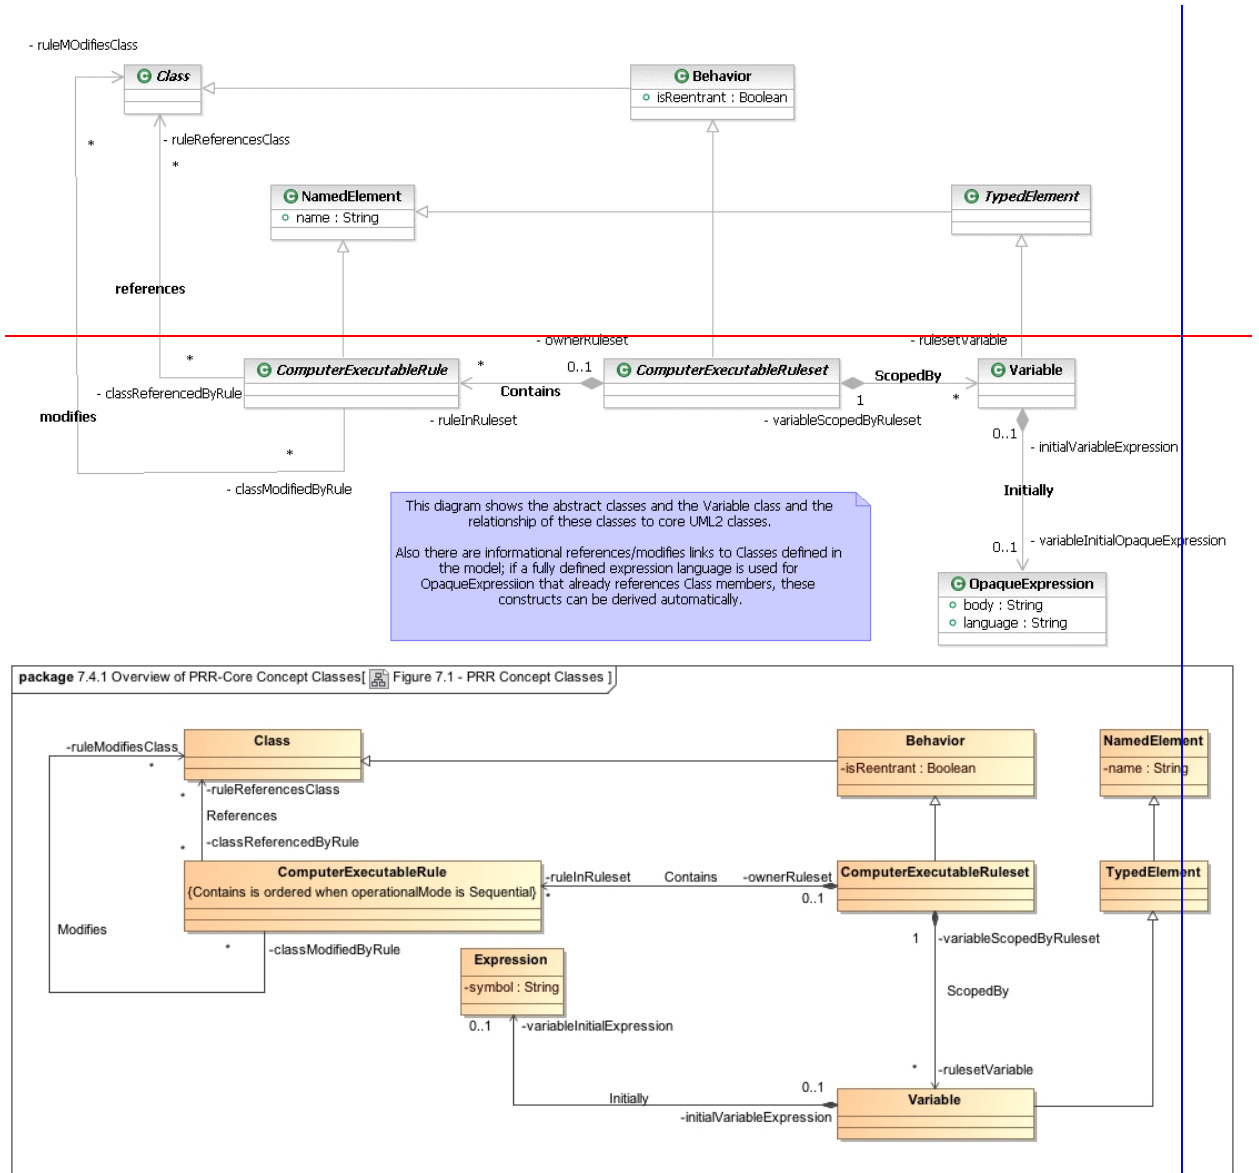 - ruleMOdifiesClass
Class
Behavior
isReentrant : Boolean
*
- ruleReferencesClass
*
NamedElement
name : String
TypedElement
references
- ownerRuleset
- rulesetVariable
*
*
0..1
ComputerExecutableRule
ComputerExecutableRuleset
ScopedBy
Variable
Contains
1
*
- classReferencedByRule
modifies
- ruleInRuleset
- variableScopedByRuleset
0..1
- initialVariableExpression
*
- classModifiedByRule
Initially
This diagram shows the abstract classes and the Variable class and the
relationship of these classes to core UML2 classes.
Also there are informational references/modifies links to Classes defined in
the model; if a fully defined expression language is used for
OpaqueExpressiion that already references Class members, these
constructs can be derived automatically.
0..1
- variableInitialOpaqueExpression
OpaqueExpression
body : String
language : String
package 7.4.1 Overview of PRR-Core Concept Classes[ Figure 7.1 - PRR Concept Classes ]
-ruleModifiesClass
*
Class
Behavior
-isReentrant : Boolean
NamedElement
-name : String
*
-ruleReferencesClass
References
*
-classReferencedByRule
ComputerExecutableRule
{Contains is ordered when operationalMode is Sequential}
-ruleInRuleset
*
Contains
-ownerRuleset
0..1
ComputerExecutableRuleset
TypedElement
Modifies
*
-classModifiedByRule
1
-variableScopedByRuleset
Expression
-symbol : String
ScopedBy
0..1
-variableInitialExpression
*
-rulesetVariable
0..1
Initially
-initialVariableExpression
Variable